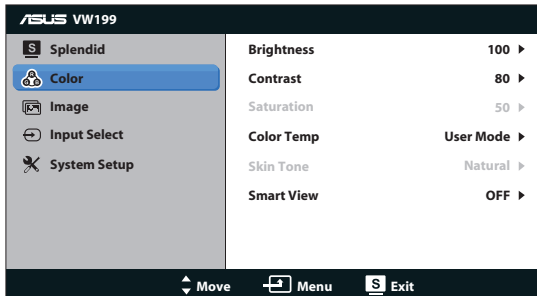 ASUS VW199
S Splendid
Color
Image
Input Select
System Setup
Brightness 100
Contrast 80
Saturation 50
Color Temp User Mode
Skin Tone Natural
Smart View OFF
Move Menu S Exit